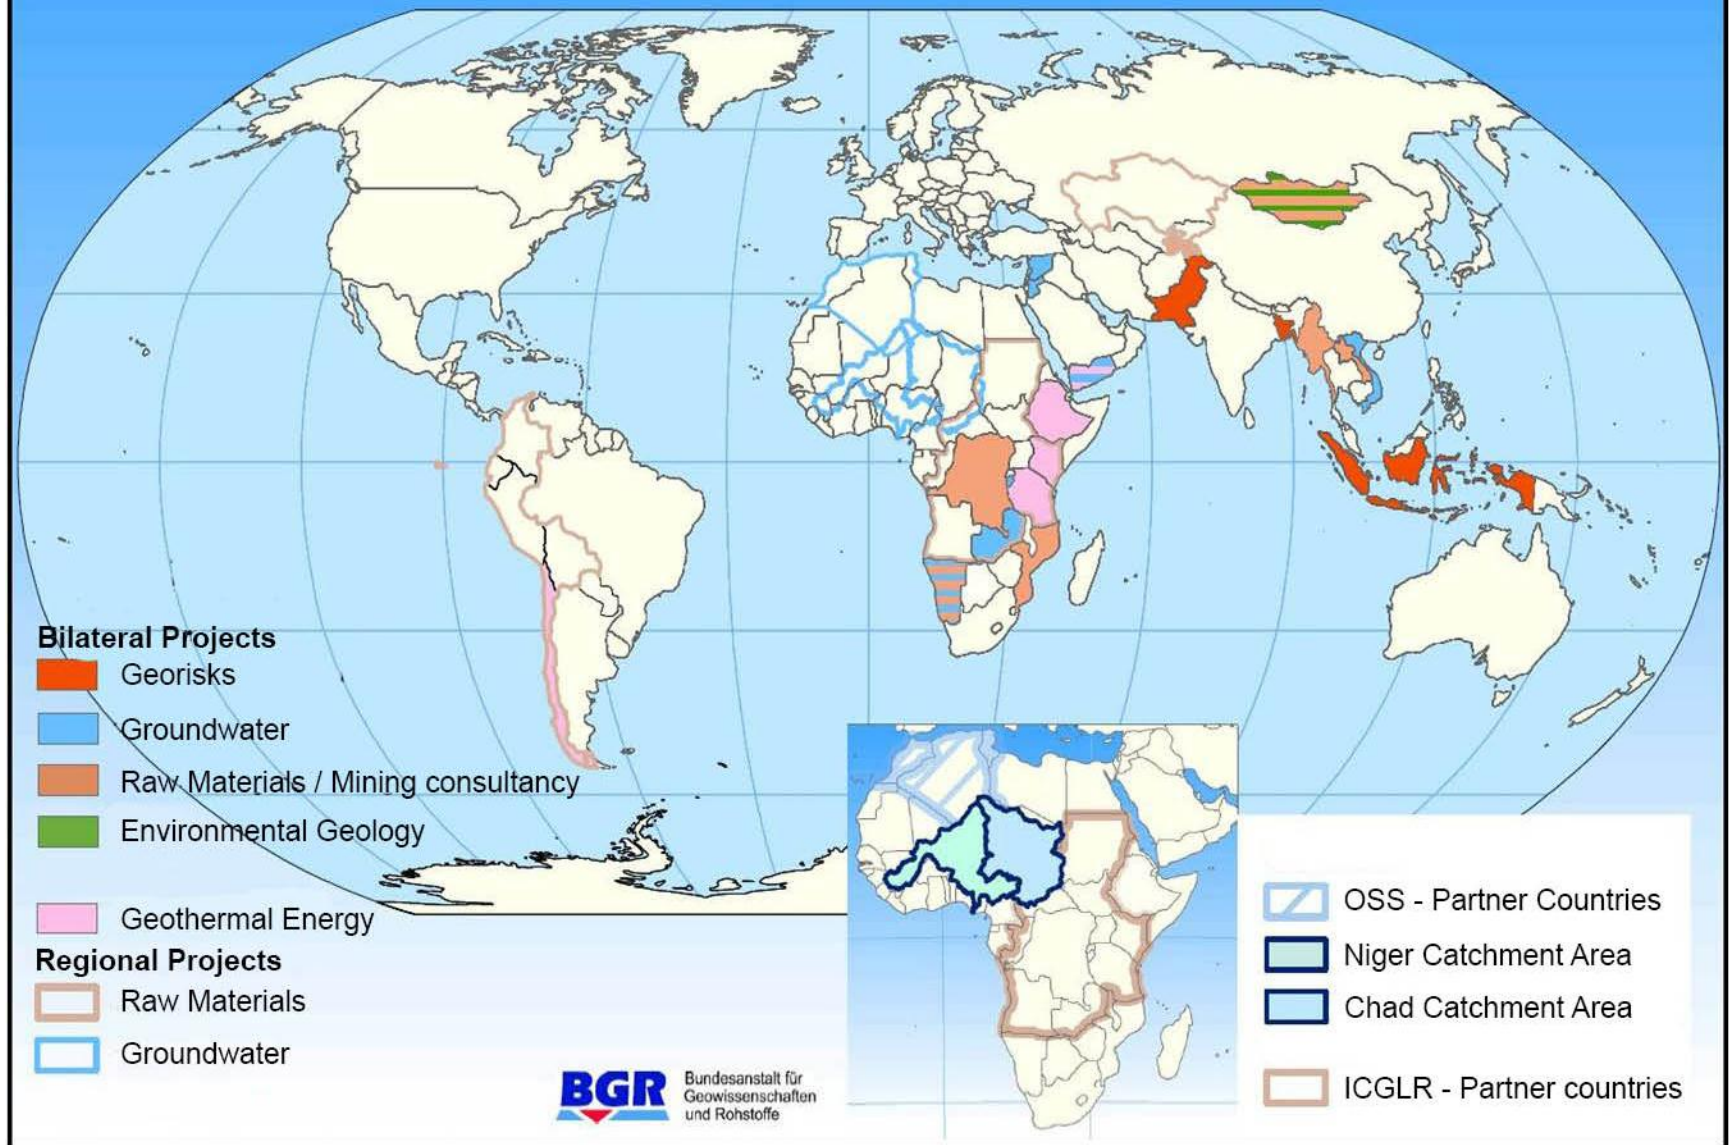 Bilateral Projects
Georisks
Groundwater
Raw Materials / Mining consultancy
Environmental Geology
Geothermal Energy
Regional Projects
Raw Materials
Groundwater
BGR
Bundesanstalt für
Geowissenschaften
und Rohstoffe
OSS - Partner Countries
Niger Catchment Area
Chad Catchment Area
ICGLR - Partner countries